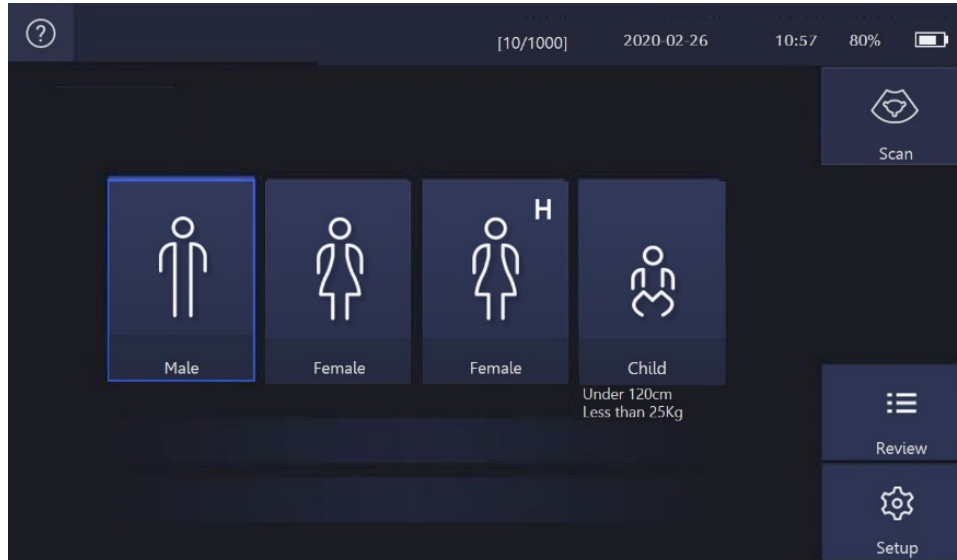 ?
[10/1000] 2020-02-26 10:57 80%
Scan
H
Male Female Female Child
Under 120cm
Less than 25Kg
Review
Setup